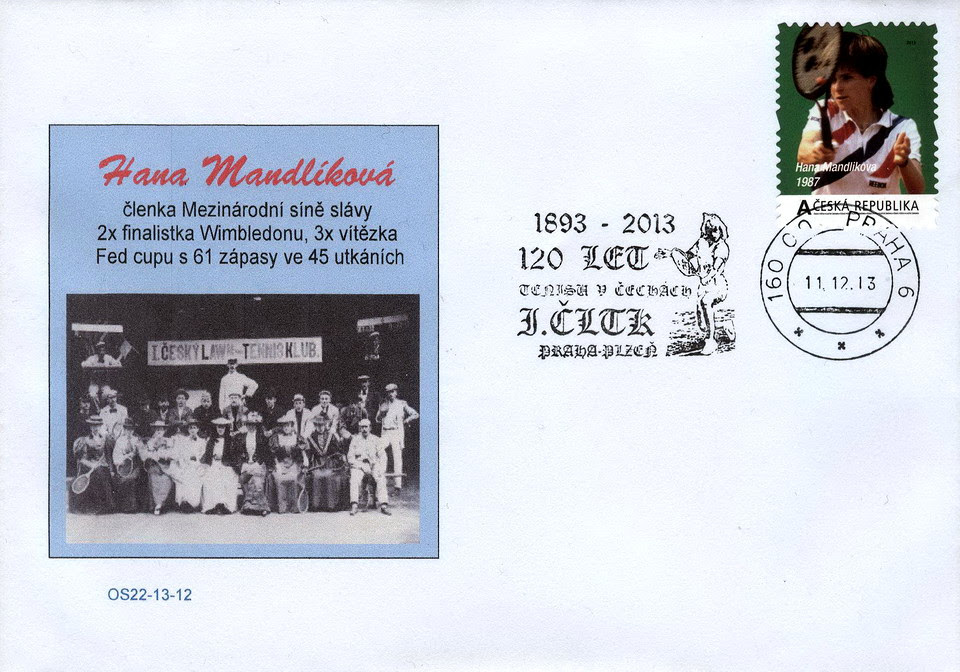 Hana Mandlíková
členka Mezinárodní síně slávy
2x finalistka Wimbledonu, 3x vítězka
Fed cupu s 61 zápasy ve 45 utkáních
I. ČESKÝ LAWN-TENNIS KLUB.
OS22-13-12
1893 - 2013
120 LET
TENISU V ČECHÁCH
I.ČLTK
PRAHA-PLZEŇ
Hana Mandlikova
1987
A ČESKÁ REPUBLIKA
160 00 PRAHA 6
11.12.13